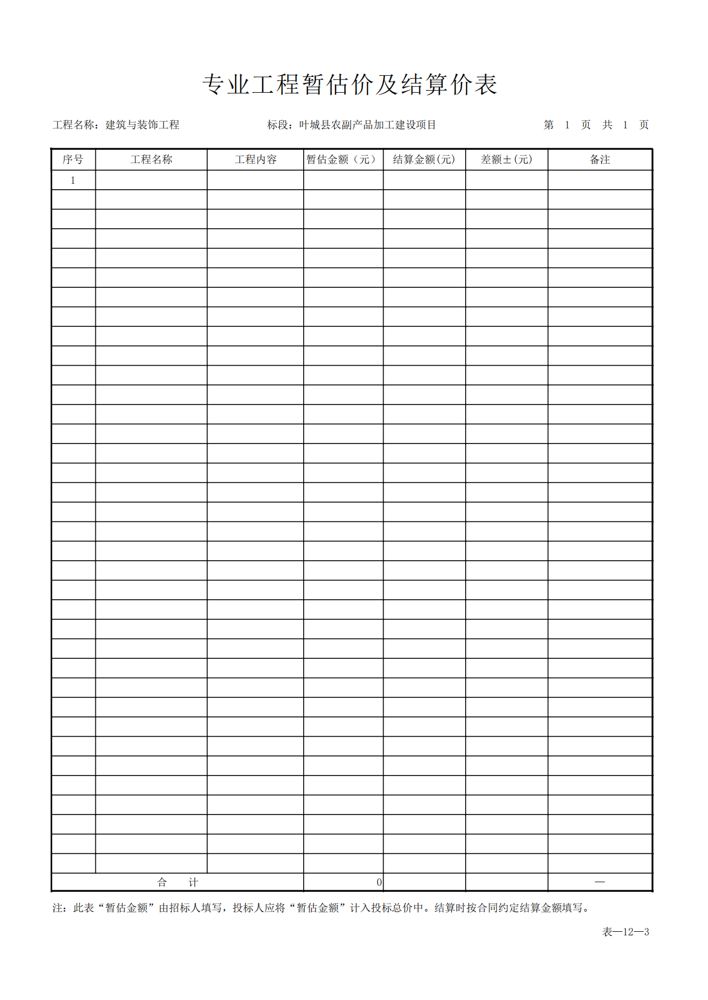 专业工程暂估价及结算价表
工程名称：建筑与装饰工程 标段：叶城县农副产品加工建设项目 第 1 页 共 1 页
序号 工程名称 工程内容 暂估金额（元） 结算金额(元) 差额±(元) 备注
1
合 计 0 —
注：此表“暂估金额”由招标人填写，投标人应将“暂估金额”计入投标总价中。结算时按合同约定结算金额填写。
表—12—3